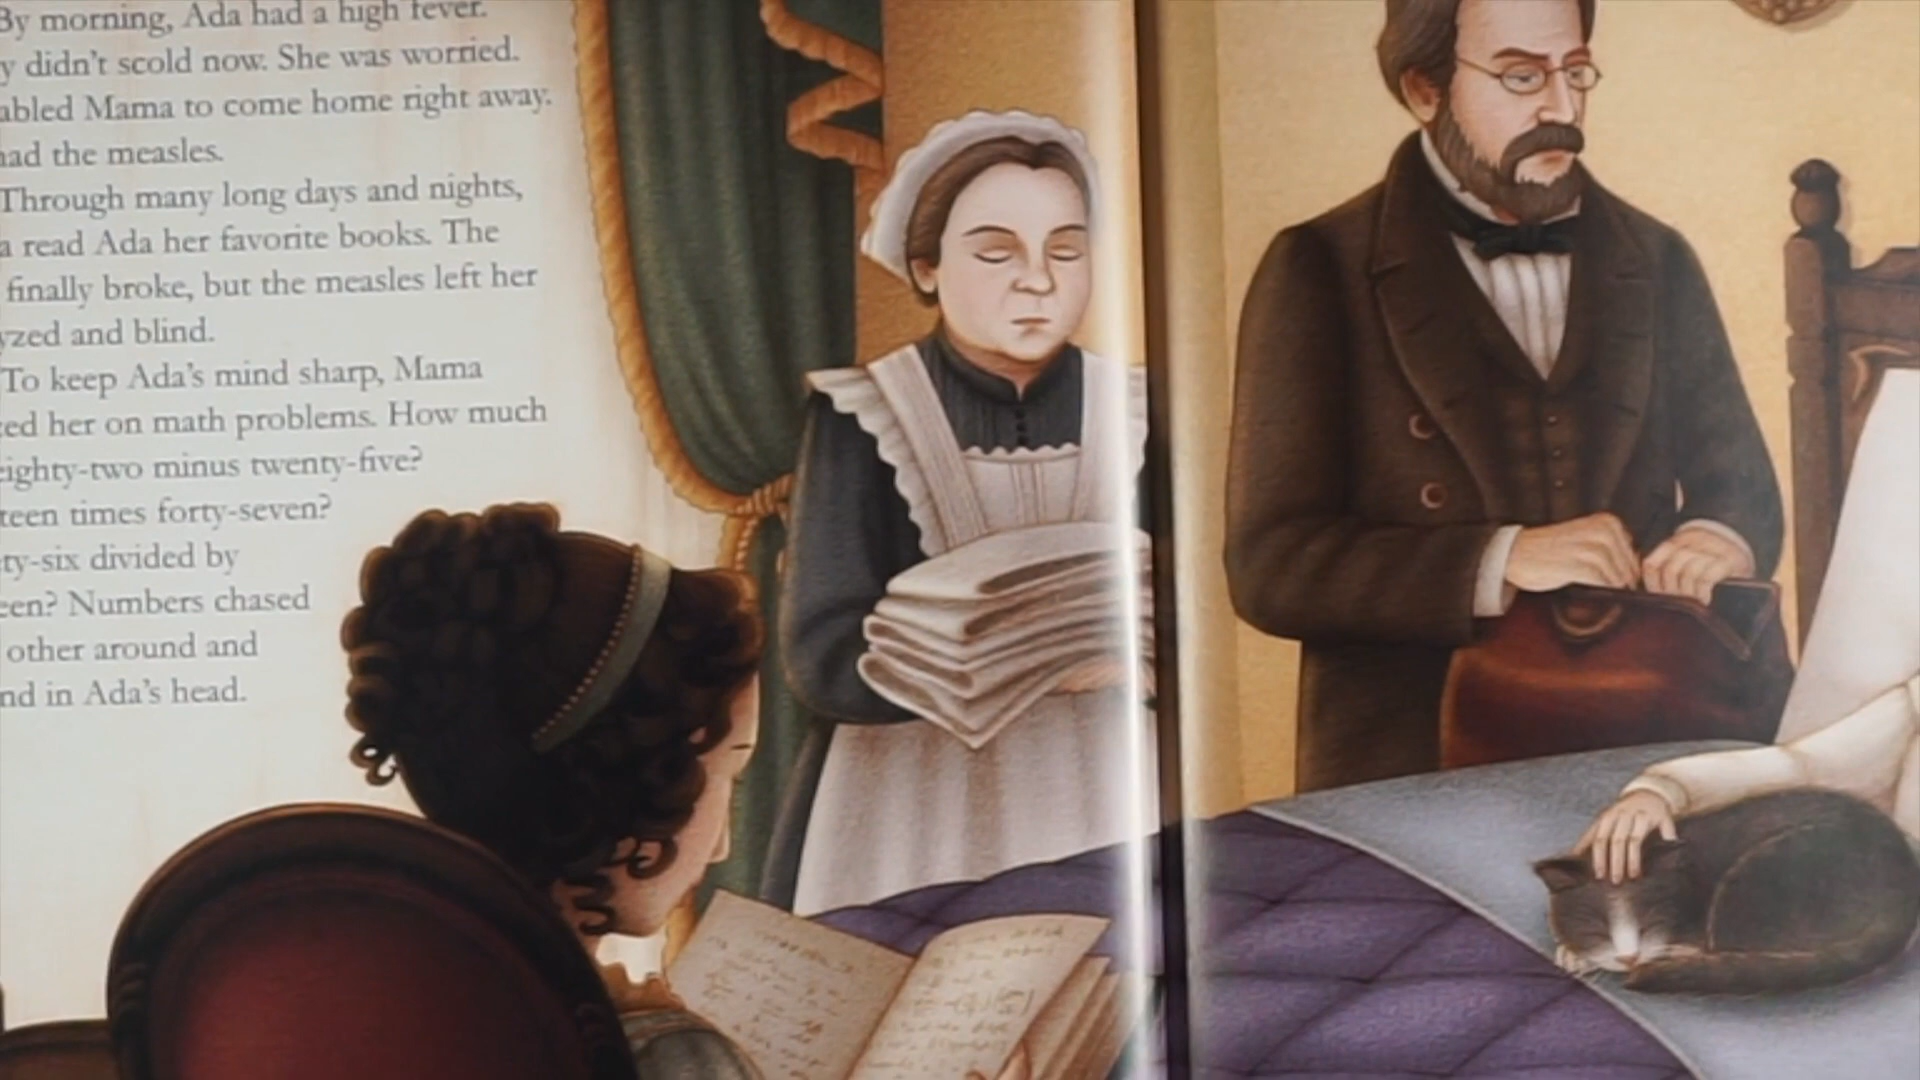 By morning, Ada had a high fever.
y didn't scold now. She was worried.
abled Mama to come home right away.
had the measles.
Through many long days and nights,
a read Ada her favorite books. The
finally broke, but the measles left her
yzed and blind.
To keep Ada's mind sharp, Mama
zed her on math problems. How much
eighty-two minus twenty-five?
teen times forty-seven?
ty-six divided by
een? Numbers chased
other around and
nd in Ada's head.